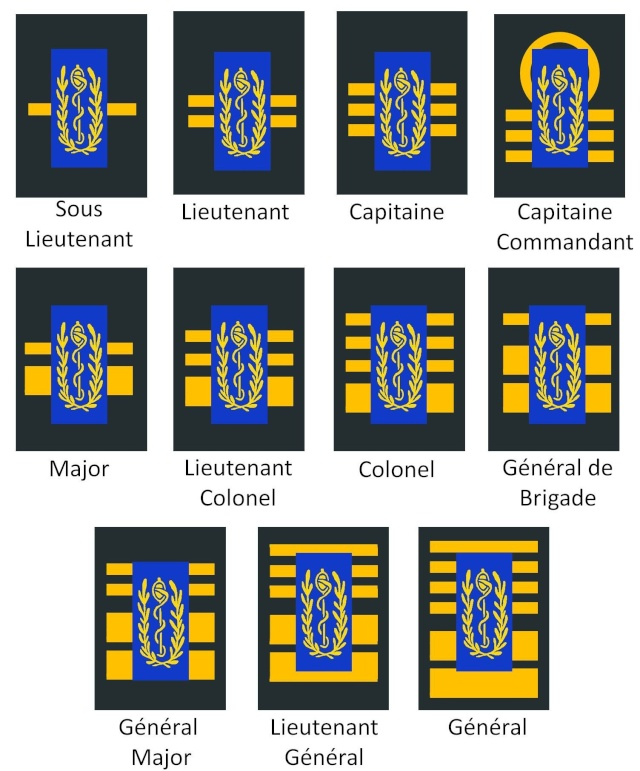 Sous
Lieutenant
Lieutenant
Capitaine
Capitaine
Commandant
Major
Lieutenant
Colonel
Colonel
Général de
Brigade
Général
Major
Lieutenant
Général
Général